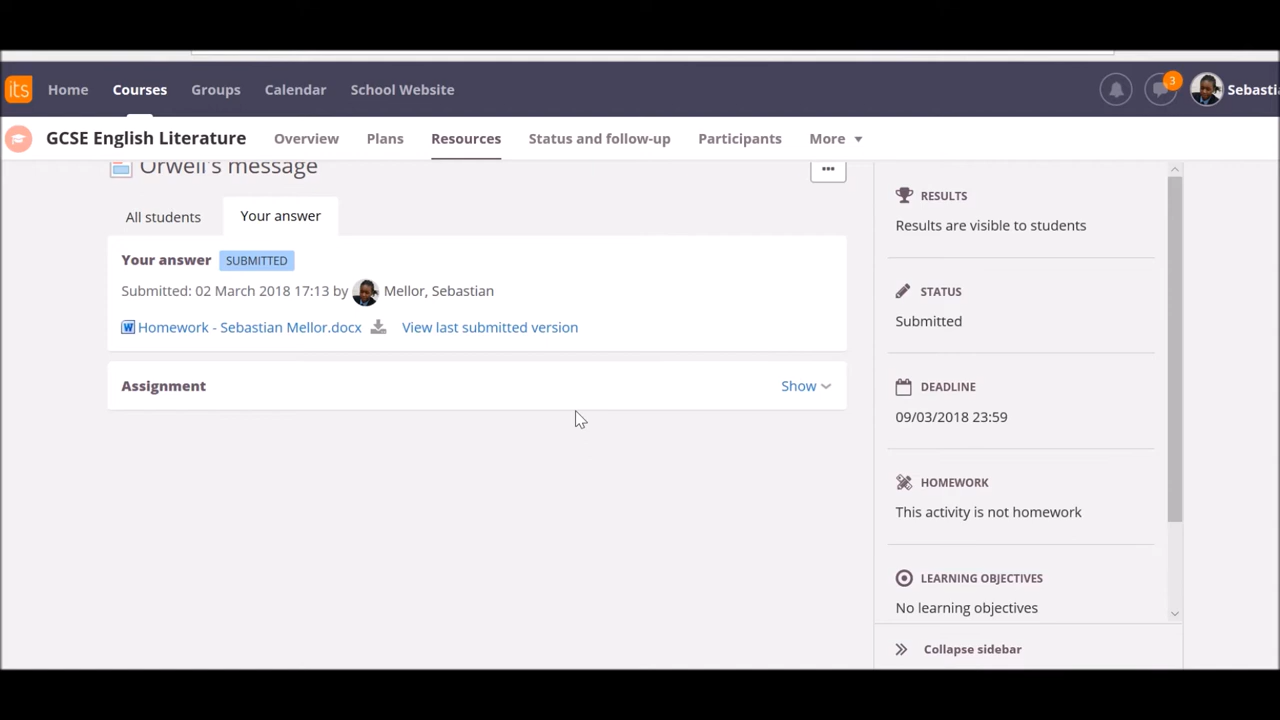 its Home Courses Groups Calendar School Website 3 Sebastia
GCSE English Literature Overview Plans Resources Status and follow-up Participants More
Orwell's message
All students Your answer
Your answer SUBMITTED
Submitted: 02 March 2018 17:13 by Mellor, Sebastian
Homework - Sebastian Mellor.docx View last submitted version
Assignment Show
RESULTS
Results are visible to students
STATUS
Submitted
DEADLINE
09/03/2018 23:59
HOMEWORK
This activity is not homework
LEARNING OBJECTIVES
No learning objectives
Collapse sidebar